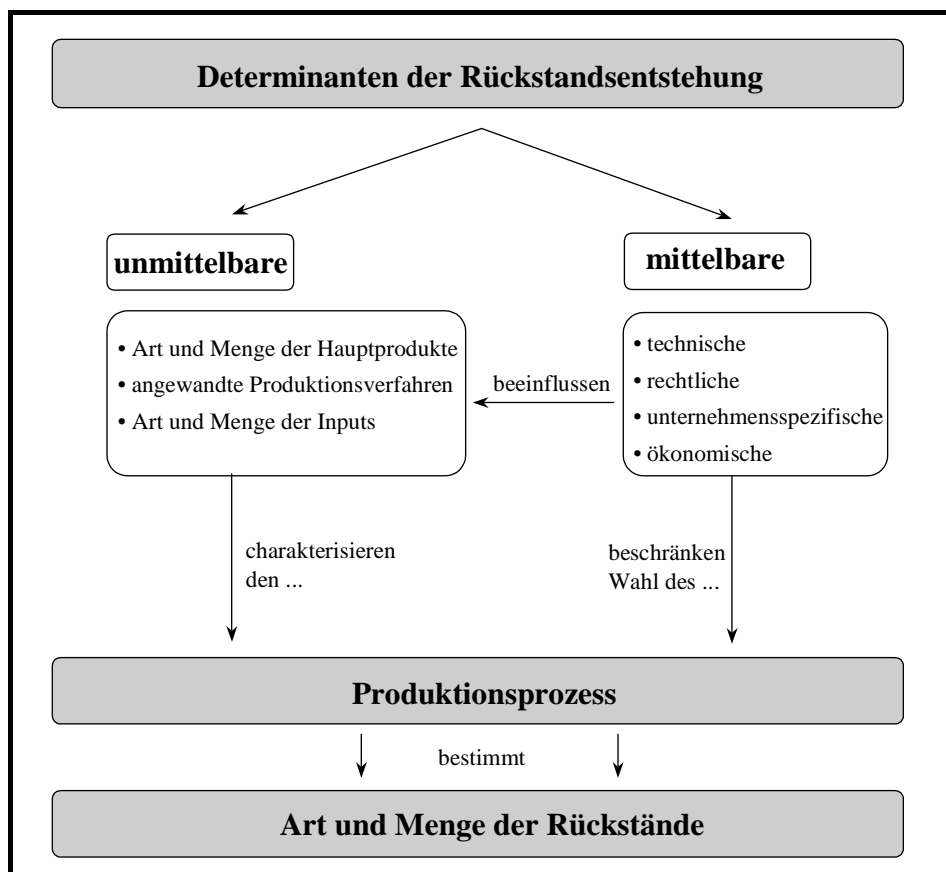 Determinanten der Rückstandsentstehung
unmittelbare
mittelbare
• Art und Menge der Hauptprodukte
• angewandte Produktionsverfahren
• Art und Menge der Inputs
beeinflussen
• technische
• rechtliche
• unternehmensspezifische
• ökonomische
charakterisieren
den ...
beschränken
Wahl des ...
Produktionsprozess
bestimmt
Art und Menge der Rückstände